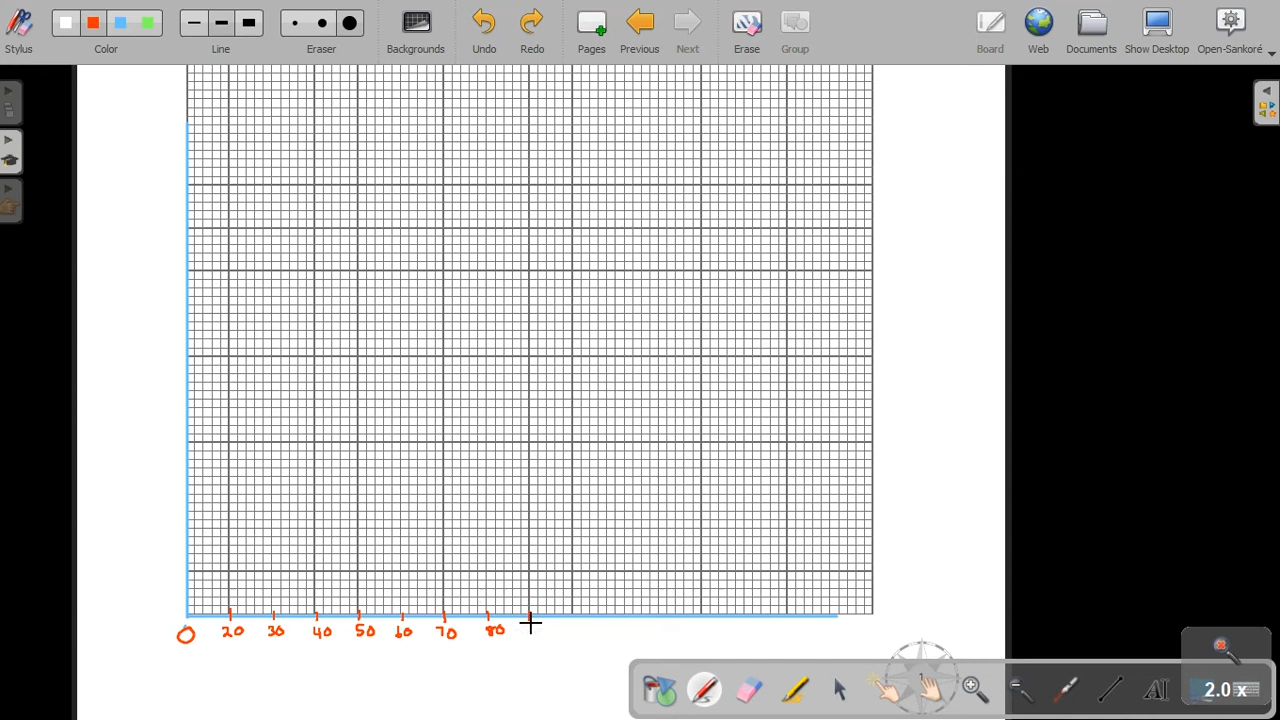 Stylus Color Line Eraser Backgrounds Undo Redo Pages Previous Next Erase Group Board Web Documents Show Desktop Open-Sankoré
0 20 30 40 50 60 70 80
2.0 x